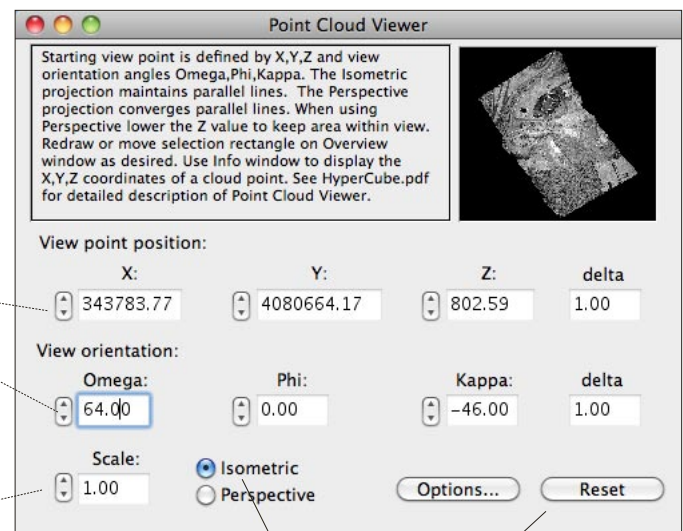 Point Cloud Viewer
Starting view point is defined by X,Y,Z and view
orientation angles Omega,Phi,Kappa. The Isometric
projection maintains parallel lines. The Perspective
projection converges parallel lines. When using
Perspective lower the Z value to keep area within view.
Redraw or move selection rectangle on Overview
window as desired. Use Info window to display the
X,Y,Z coordinates of a cloud point. See HyperCube.pdf
for detailed description of Point Cloud Viewer.
View point position:
X: Y: Z: delta
343783.77 4080664.17 802.59 1.00
View orientation:
Omega: Phi: Kappa: delta
64.00 0.00 -46.00 1.00
Scale:
1.00
Isometric
Perspective
Options... Reset